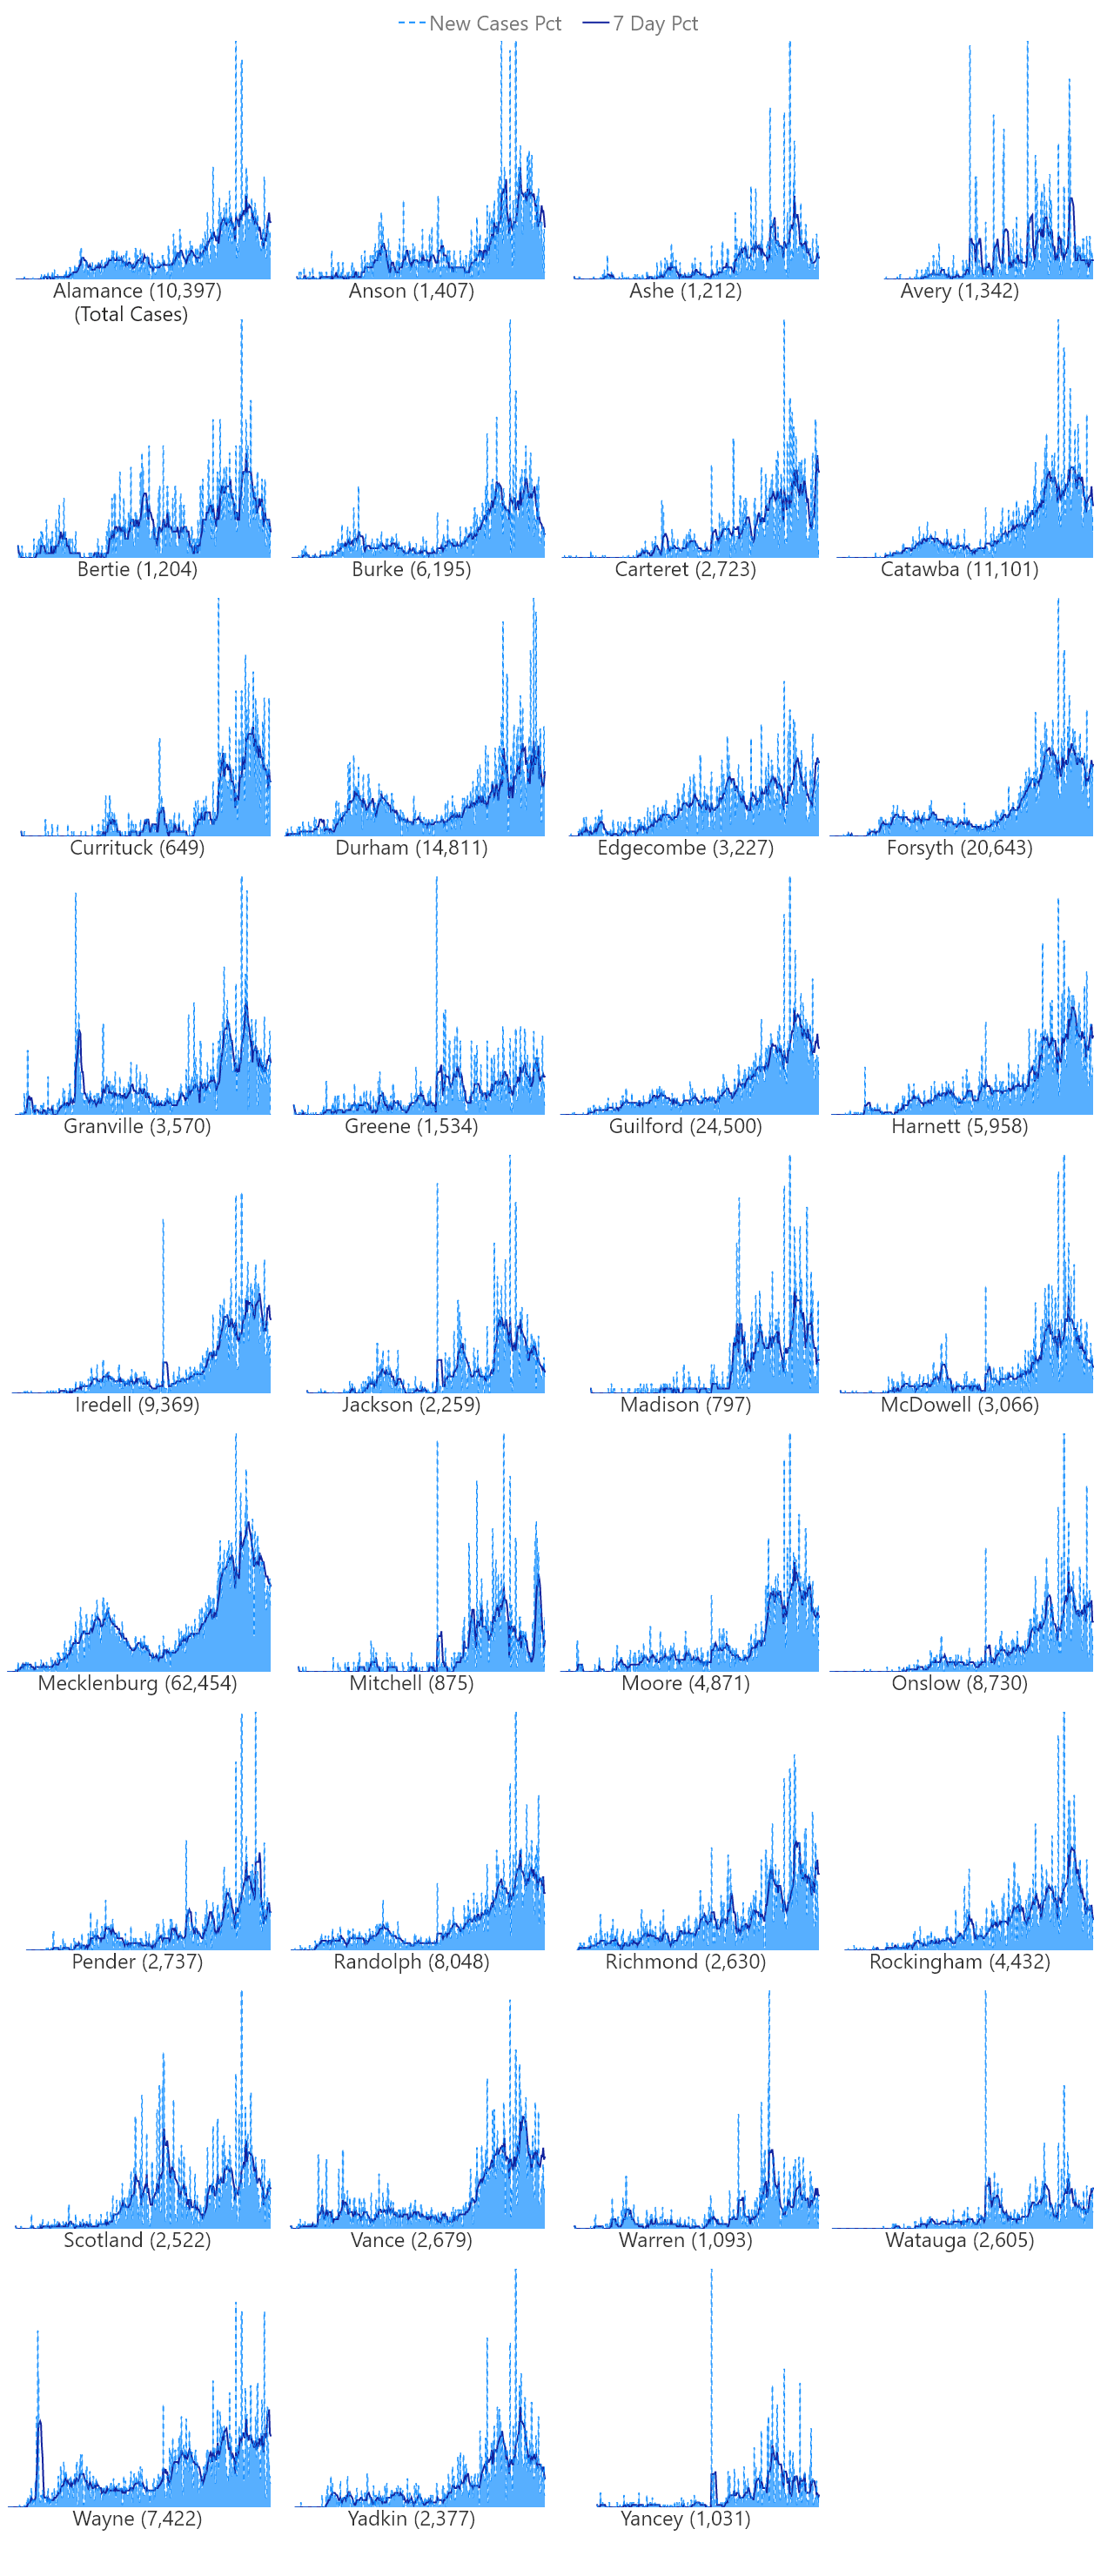 New Cases Pct 7 Day Pct
Alamance (10,397) Anson (1,407) Ashe (1,212) Avery (1,342)
(Total Cases)
Bertie (1,204) Burke (6,195) Carteret (2,723) Catawba (11,101)
Currituck (649) Durham (14,811) Edgecombe (3,227) Forsyth (20,643)
Granville (3,570) Greene (1,534) Guilford (24,500) Harnett (5,958)
Iredell (9,369) Jackson (2,259) Madison (797) McDowell (3,066)
Mecklenburg (62,454) Mitchell (875) Moore (4,871) Onslow (8,730)
Pender (2,737) Randolph (8,048) Richmond (2,630) Rockingham (4,432)
Scotland (2,522) Vance (2,679) Warren (1,093) Watauga (2,605)
Wayne (7,422) Yadkin (2,377) Yancey (1,031)